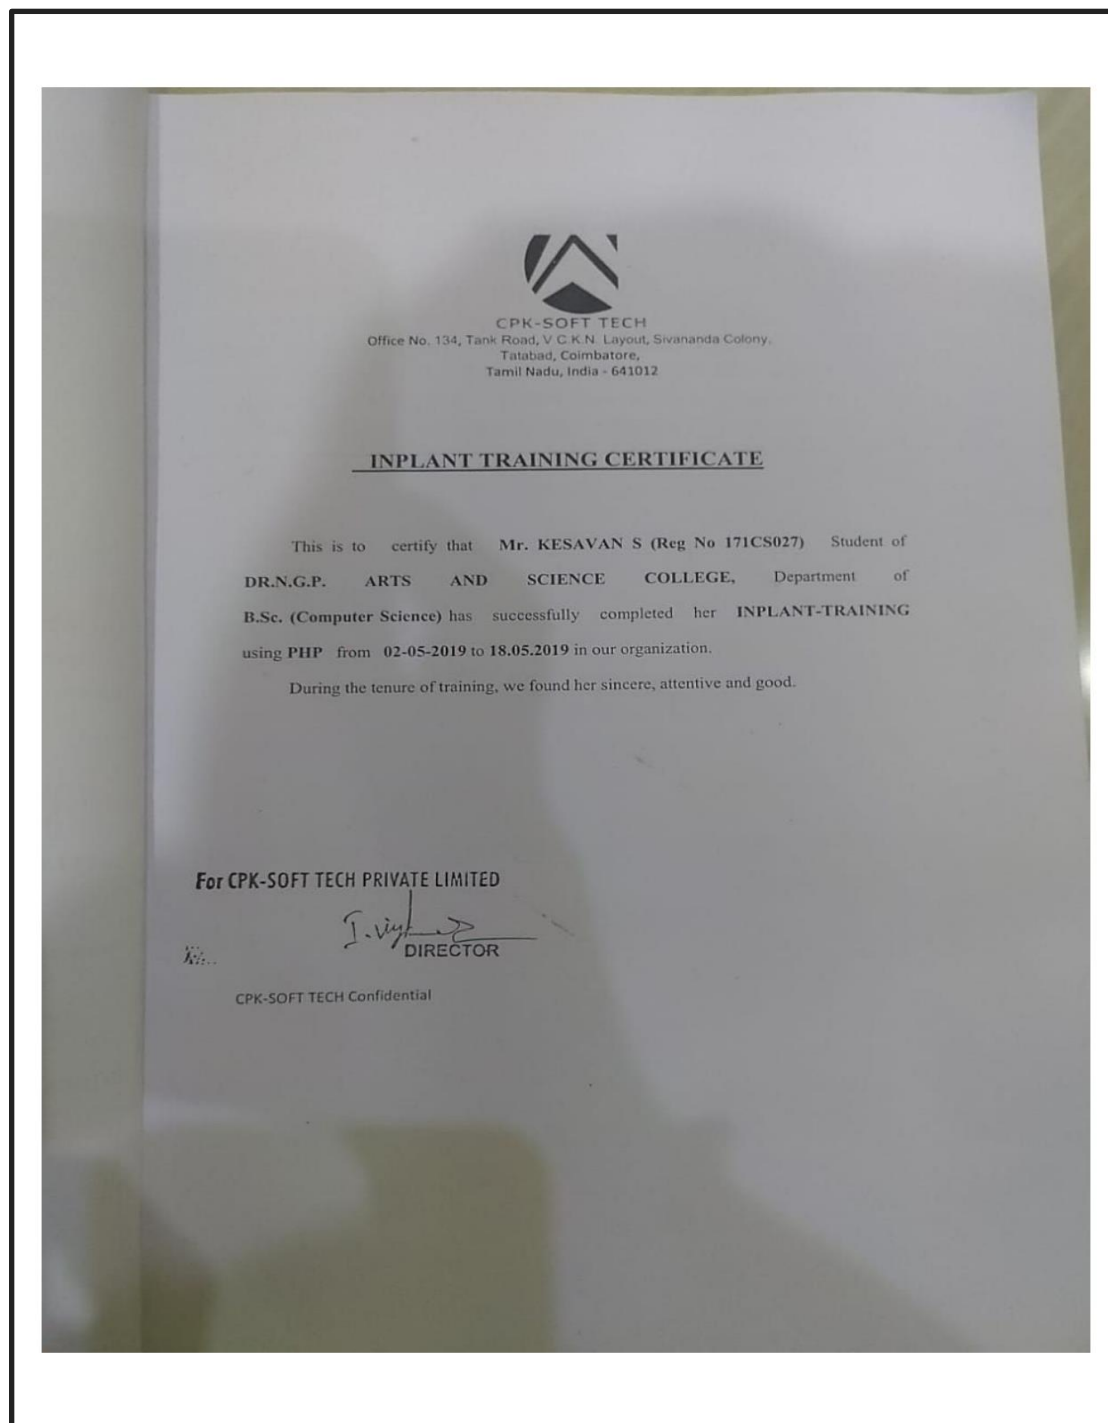 CPK-SOFT TECH
Office No. 134, Tank Road, V.C.K.N. Layout, Sivananda Colony,
Tatabad, Coimbatore,
Tamil Nadu, India - 641012
INPLANT TRAINING CERTIFICATE
This is to certify that Mr. KESAVAN S (Reg No 171CS027) Student of
DR.N.G.P. ARTS AND SCIENCE COLLEGE, Department of
B.Sc. (Computer Science) has successfully completed her INPLANT-TRAINING
using PHP from 02-05-2019 to 18.05.2019 in our organization.
During the tenure of training, we found her sincere, attentive and good.
For CPK-SOFT TECH PRIVATE LIMITED
DIRECTOR
CPK-SOFT TECH Confidential